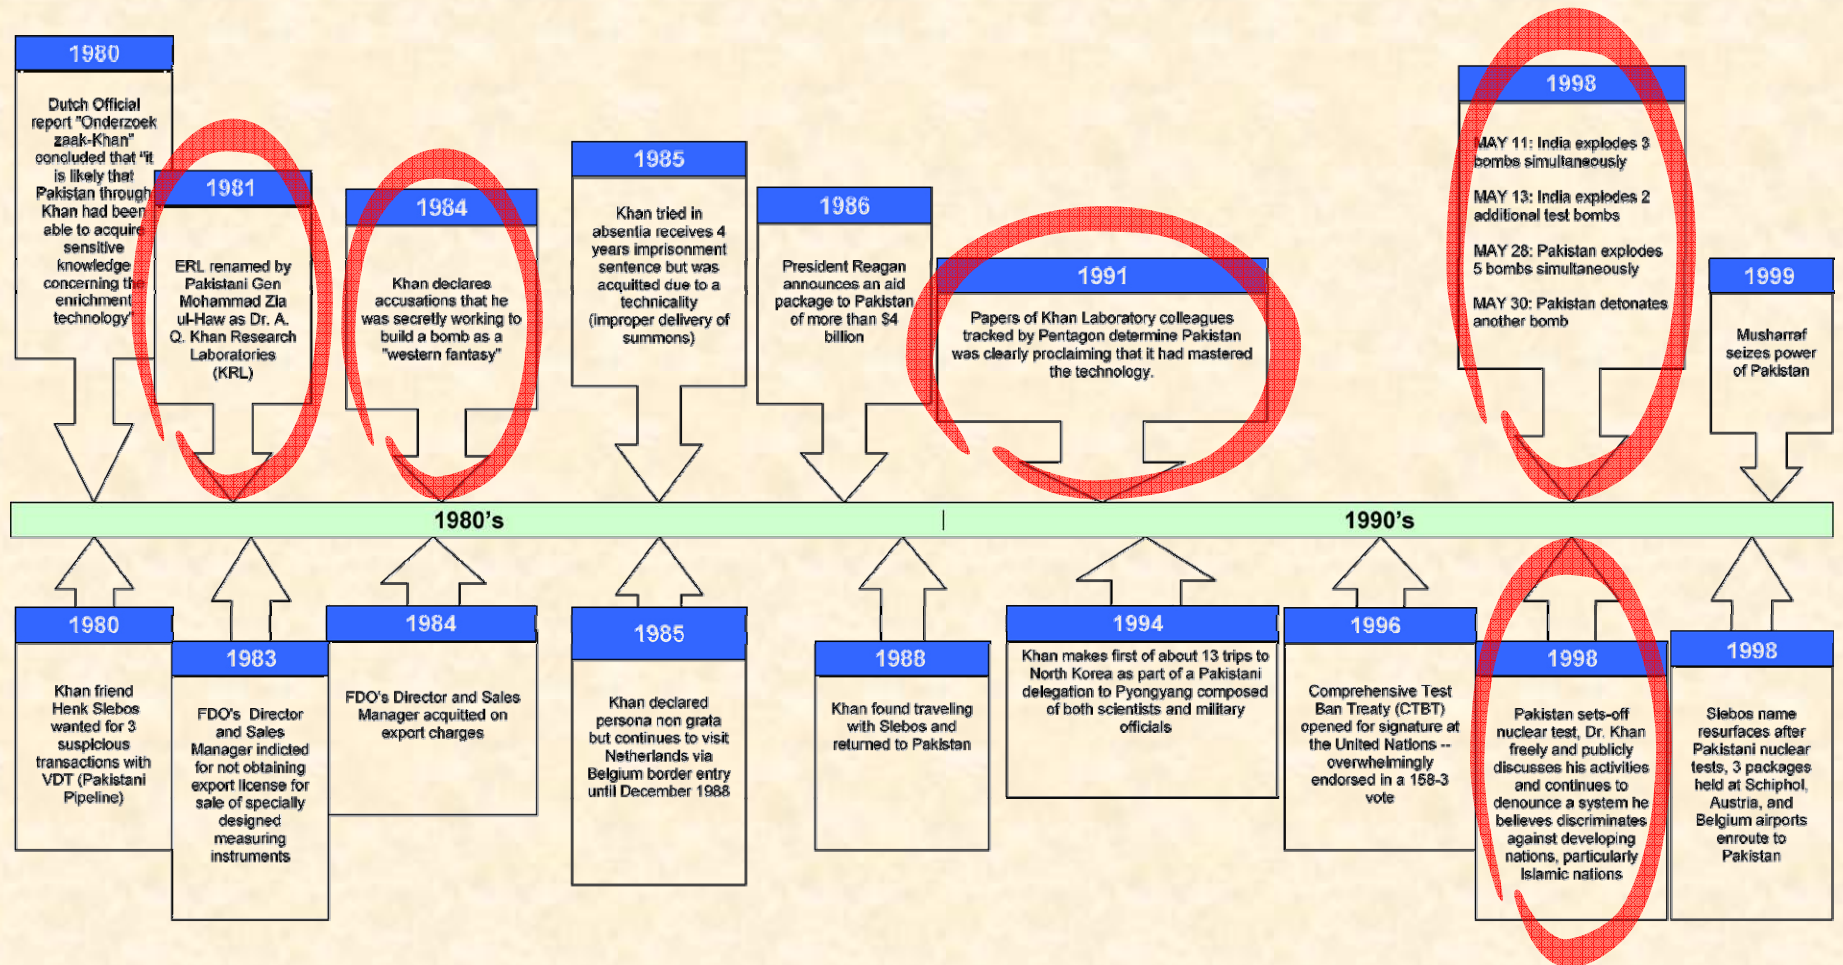 1980
Dutch Official
report "Onderzoek
zaak-Khan"
concluded that "it
is likely that
Pakistan through
Khan had been
able to acquire
sensitive
knowledge
concerning the
enrichment
technology"
1981
ERL renamed by
Pakistani Gen
Mohammad Zia
ul-Haw as Dr. A.
Q. Khan Research
Laboratories
(KRL)
1984
Khan declares
accusations that he
was secretly working to
build a bomb as a
"western fantasy"
1985
Khan tried in
absentia receives 4
years imprisonment
sentence but was
acquitted due to a
technicality
(improper delivery of
summons)
1986
President Reagan
announces an aid
package to Pakistan
of more than $4
billion
1991
Papers of Khan Laboratory colleagues
tracked by Pentagon determine Pakistan
was clearly proclaiming that it had mastered
the technology.
1998
MAY 11: India explodes 3
bombs simultaneously
MAY 13: India explodes 2
additional test bombs
MAY 28: Pakistan explodes
5 bombs simultaneously
MAY 30: Pakistan detonates
another bomb
1999
Musharraf
seizes power
of Pakistan
1980's
1990's
1980
Khan friend
Henk Slebos
wanted for 3
suspicious
transactions with
VDT (Pakistani
Pipeline)
1983
FDO's Director
and Sales
Manager indicted
for not obtaining
export license for
sale of specially
designed
measuring
instruments
1984
FDO's Director and Sales
Manager acquitted on
export charges
1985
Khan declared
persona non grata
but continues to visit
Netherlands via
Belgium border entry
until December 1988
1988
Khan found traveling
with Slebos and
returned to Pakistan
1994
Khan makes first of about 13 trips to
North Korea as part of a Pakistani
delegation to Pyongyang composed
of both scientists and military
officials
1996
Comprehensive Test
Ban Treaty (CTBT)
opened for signature at
the United Nations --
overwhelmingly
endorsed in a 158-3
vote
1998
Pakistan sets-off
nuclear test, Dr. Khan
freely and publicly
discusses his activities
and continues to
denounce a system he
believes discriminates
against developing
nations, particularly
Islamic nations
1998
Slebos name
resurfaces after
Pakistani nuclear
tests, 3 packages
held at Schiphol,
Austria, and
Belgium airports
enroute to
Pakistan